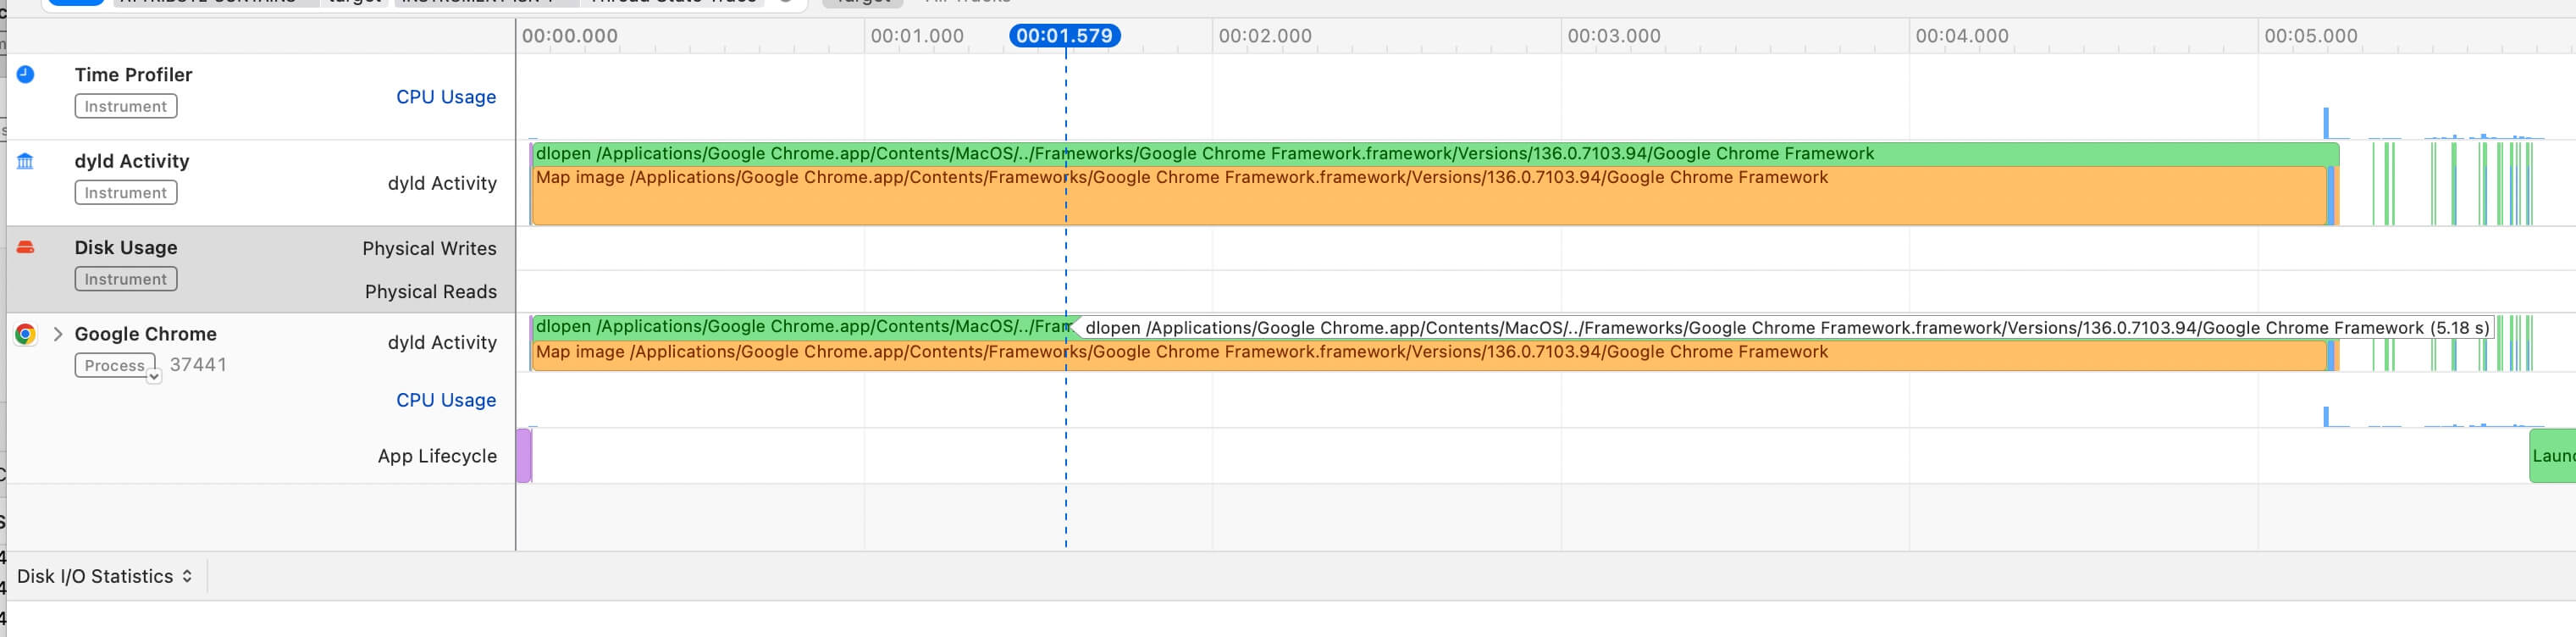 00:00.000 00:01.000 00:01.579 00:02.000 00:03.000 00:04.000 00:05.000
Time Profiler
Instrument
CPU Usage
dyld Activity
Instrument
dyld Activity
dlopen /Applications/Google Chrome.app/Contents/MacOS/../Frameworks/Google Chrome Framework.framework/Versions/136.0.7103.94/Google Chrome Framework
Map image /Applications/Google Chrome.app/Contents/Frameworks/Google Chrome Framework.framework/Versions/136.0.7103.94/Google Chrome Framework
Disk Usage
Instrument
Physical Writes
Physical Reads
Google Chrome
Process 37441
dyld Activity
dlopen /Applications/Google Chrome.app/Contents/MacOS/../Fram
dlopen /Applications/Google Chrome.app/Contents/MacOS/../Frameworks/Google Chrome Framework.framework/Versions/136.0.7103.94/Google Chrome Framework (5.18 s)
Map image /Applications/Google Chrome.app/Contents/Frameworks/Google Chrome Framework.framework/Versions/136.0.7103.94/Google Chrome Framework
CPU Usage
App Lifecycle
Laun
Disk I/O Statistics